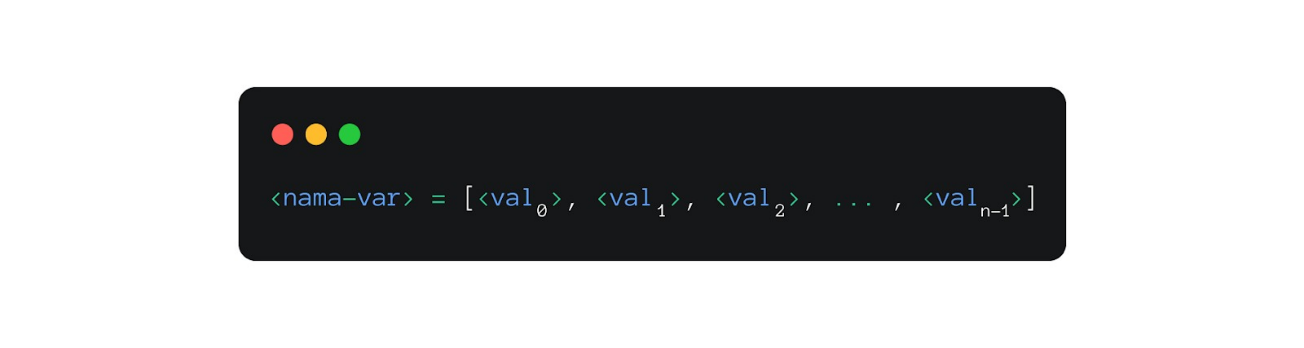 <nama-var> = [<val₀>, <val₁>, <val₂>, ... , <valₙ₋₁>]